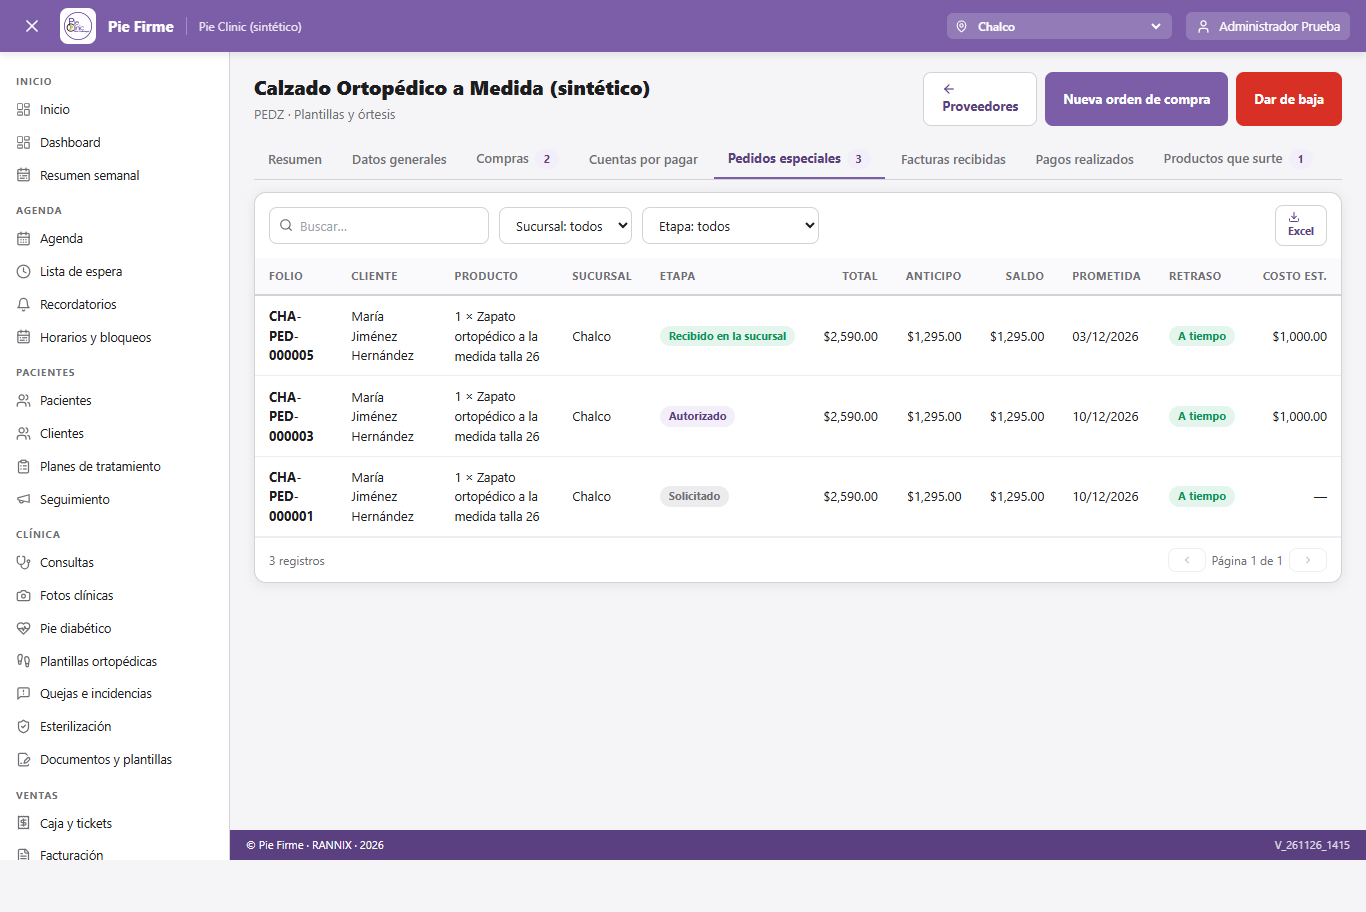 Pie Clinic
Pie Firme
Pie Clinic (sintético)
Chalco
Administrador Prueba
INICIO
Inicio
Dashboard
Resumen semanal
AGENDA
Agenda
Lista de espera
Recordatorios
Horarios y bloqueos
PACIENTES
Pacientes
Clientes
Planes de tratamiento
Seguimiento
CLÍNICA
Consultas
Fotos clínicas
Pie diabético
Plantillas ortopédicas
Quejas e incidencias
Esterilización
Documentos y plantillas
VENTAS
Caja y tickets
Facturación
Calzado Ortopédico a Medida (sintético)
PEDZ · Plantillas y órtesis
← Proveedores
Nueva orden de compra
Dar de baja
Resumen
Datos generales
Compras 2
Cuentas por pagar
Pedidos especiales 3
Facturas recibidas
Pagos realizados
Productos que surte 1
Buscar...
Sucursal: todos
Etapa: todos
Excel
FOLIO CLIENTE PRODUCTO SUCURSAL ETAPA TOTAL ANTICIPO SALDO PROMETIDA RETRASO COSTO EST.
CHA-PED-000005 María Jiménez Hernández 1 × Zapato ortopédico a la medida talla 26 Chalco Recibido en la sucursal $2,590.00 $1,295.00 $1,295.00 03/12/2026 A tiempo $1,000.00
CHA-PED-000003 María Jiménez Hernández 1 × Zapato ortopédico a la medida talla 26 Chalco Autorizado $2,590.00 $1,295.00 $1,295.00 10/12/2026 A tiempo $1,000.00
CHA-PED-000001 María Jiménez Hernández 1 × Zapato ortopédico a la medida talla 26 Chalco Solicitado $2,590.00 $1,295.00 $1,295.00 10/12/2026 A tiempo —
3 registros
Página 1 de 1
© Pie Firme · RANNIX · 2026
V_261126_1415